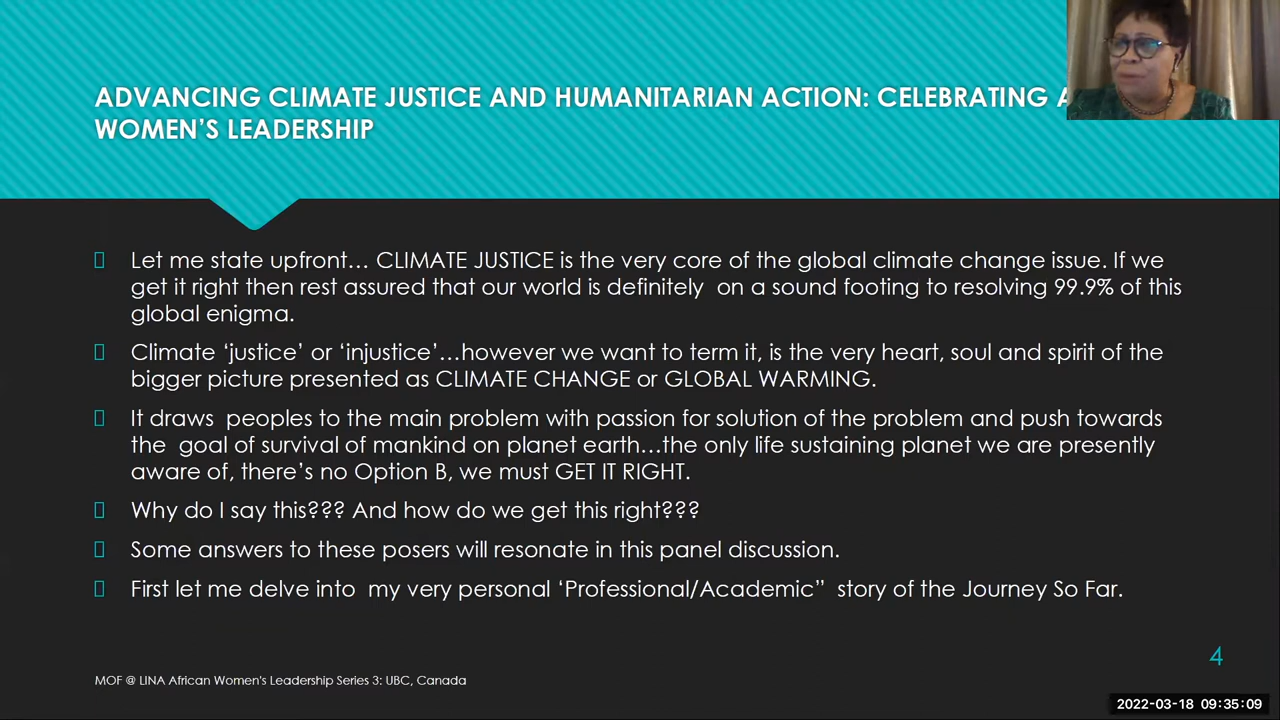 ADVANCING CLIMATE JUSTICE AND HUMANITARIAN ACTION: CELEBRATING
WOMEN'S LEADERSHIP
Let me state upfront… CLIMATE JUSTICE is the very core of the global climate change issue. If we
get it right then rest assured that our world is definitely on a sound footing to resolving 99.9% of this
global enigma.
Climate ‘justice’ or ‘injustice’…however we want to term it, is the very heart, soul and spirit of the
bigger picture presented as CLIMATE CHANGE or GLOBAL WARMING.
It draws peoples to the main problem with passion for solution of the problem and push towards
the goal of survival of mankind on planet earth…the only life sustaining planet we are presently
aware of, there’s no Option B, we must GET IT RIGHT.
Why do I say this??? And how do we get this right???
Some answers to these posers will resonate in this panel discussion.
First let me delve into my very personal ‘Professional/Academic” story of the Journey So Far.
4
MOF @ LINA African Women's Leadership Series 3: UBC, Canada
2022-03-18 09:35:09